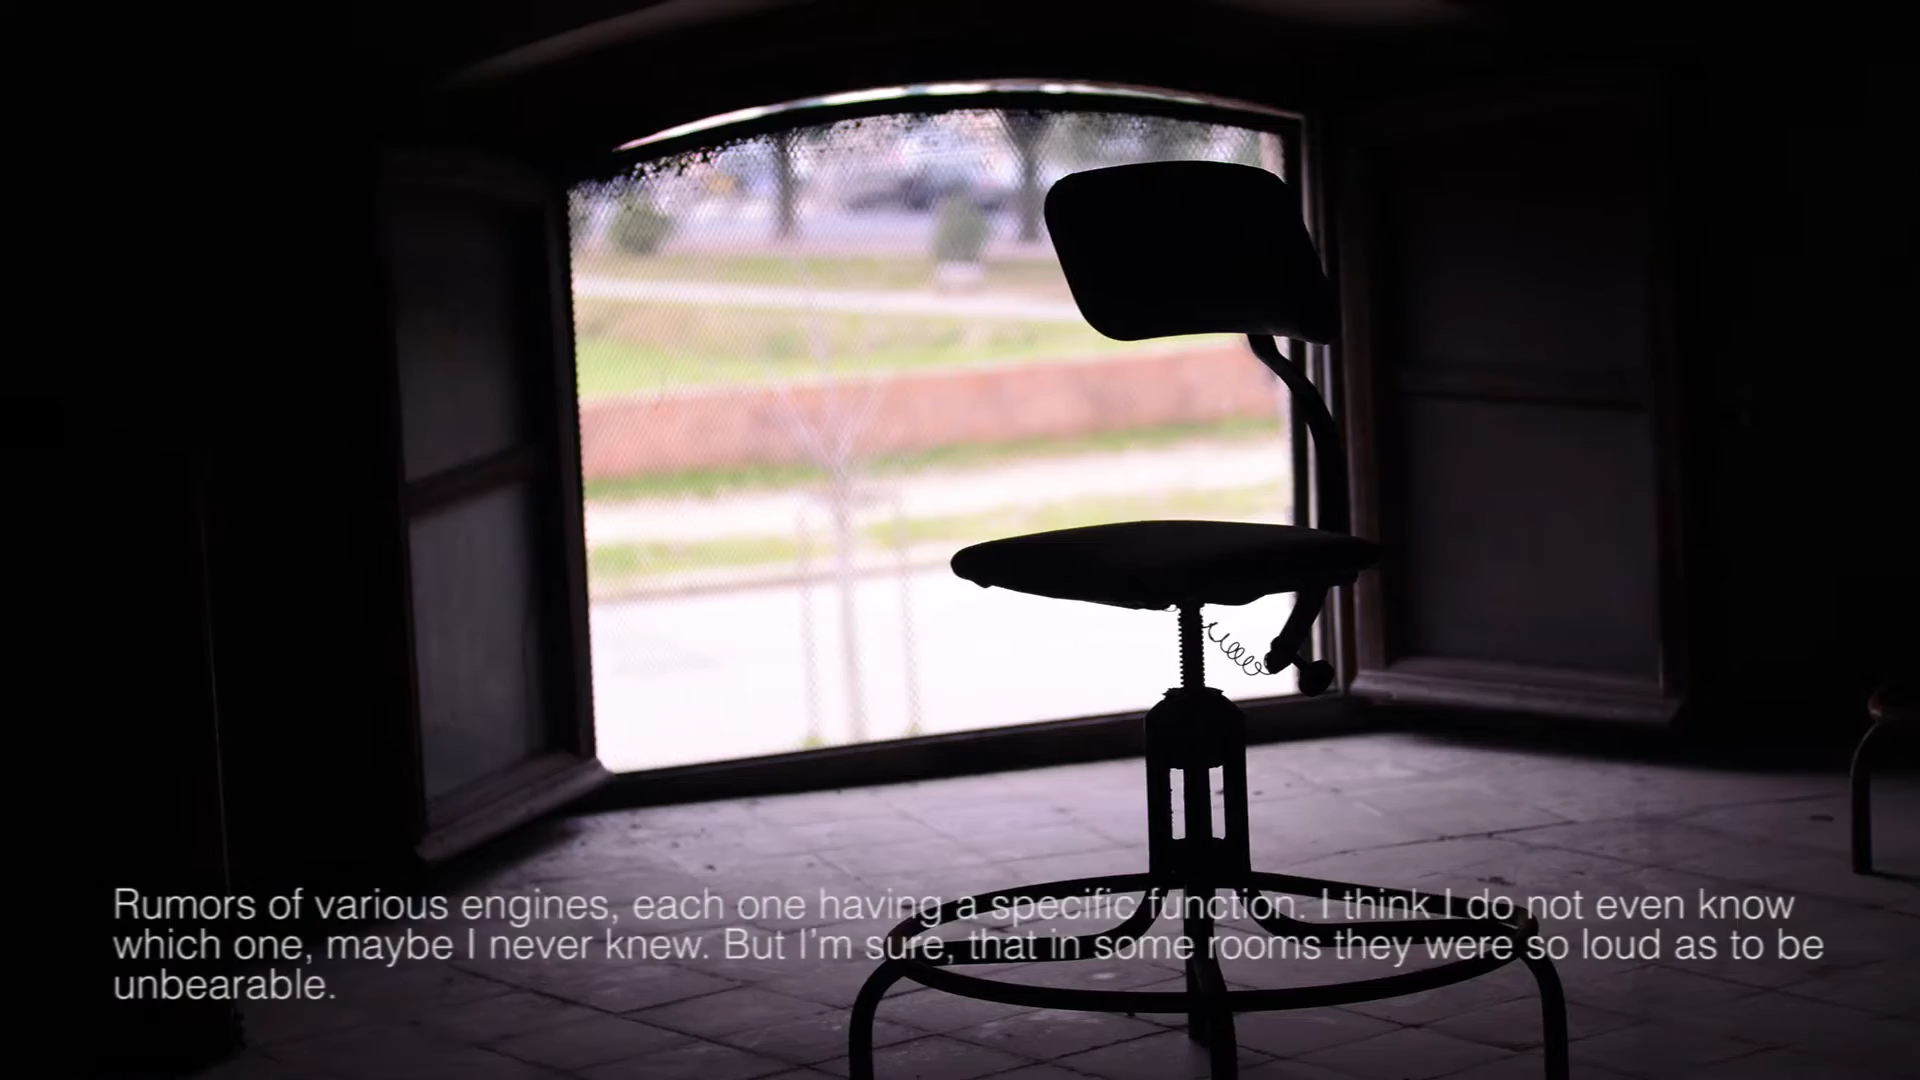 Rumors of various engines, each one having a specific function. I think I do not even know
which one, maybe I never knew. But I'm sure, that in some rooms they were so loud as to be
unbearable.